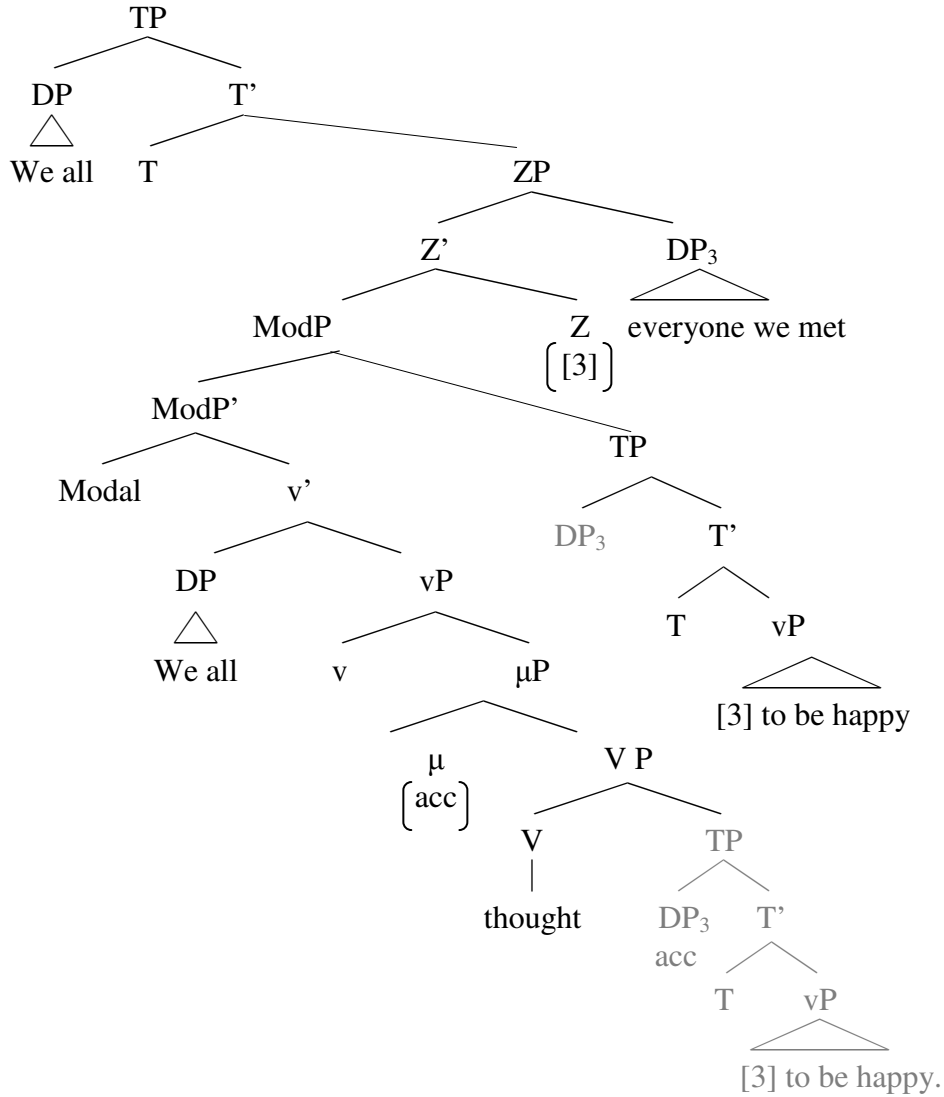 TP
DP T’
We all T ZP
Z’ DP₃
ModP Z everyone we met
[3]
ModP’
TP
Modal v’
DP₃ T’
DP vP
T vP
We all v μP
[3] to be happy
μ V P
acc
V TP
thought DP₃ T’
acc
T vP
[3] to be happy.